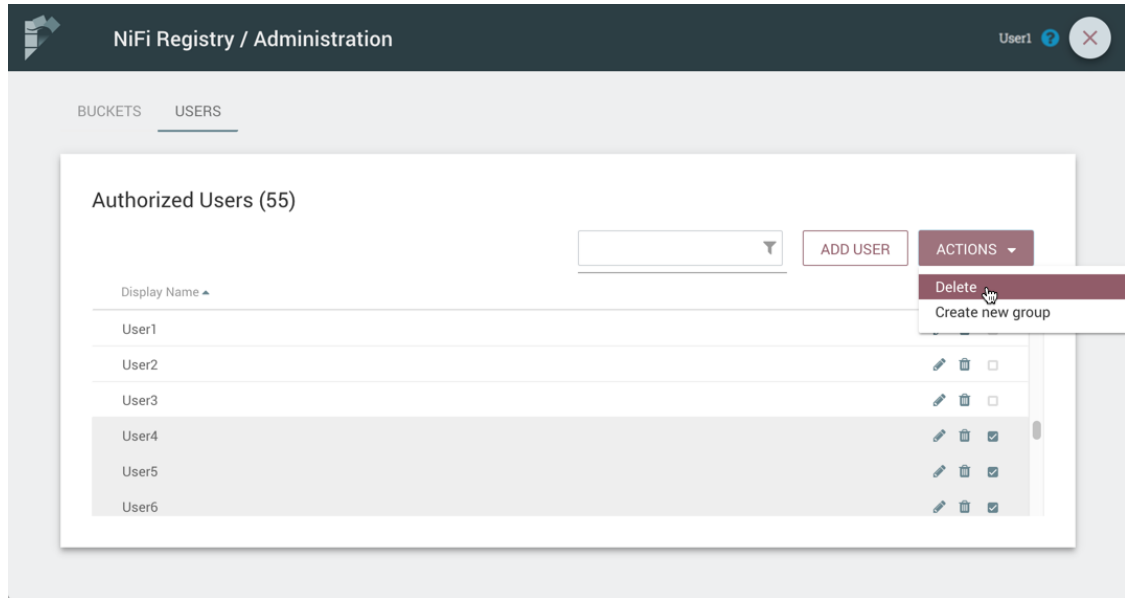 NiFi Registry / Administration
User1
BUCKETS USERS
Authorized Users (55)
ADD USER ACTIONS
Delete
Create new group
Display Name
User1
User2
User3
User4
User5
User6